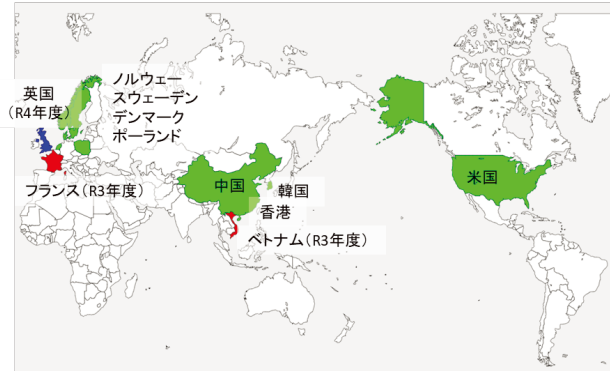 英国
(R4年度)
ノルウェー
スウェーデン
デンマーク
ポーランド
フランス(R3年度)
中国
韓国
香港
ベトナム(R3年度)
米国